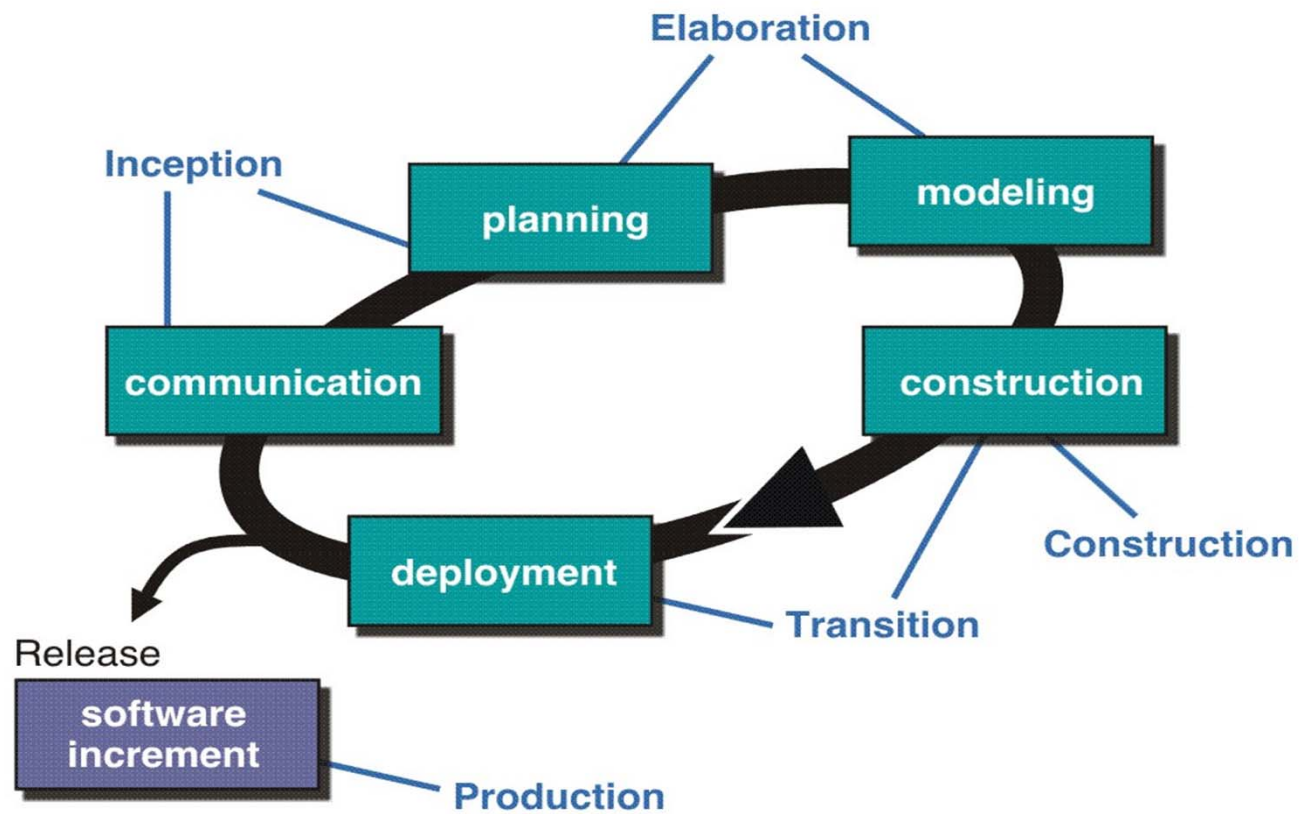 Elaboration
Inception
planning
modeling
communication
construction
deployment
Construction
Transition
Release
software
increment
Production